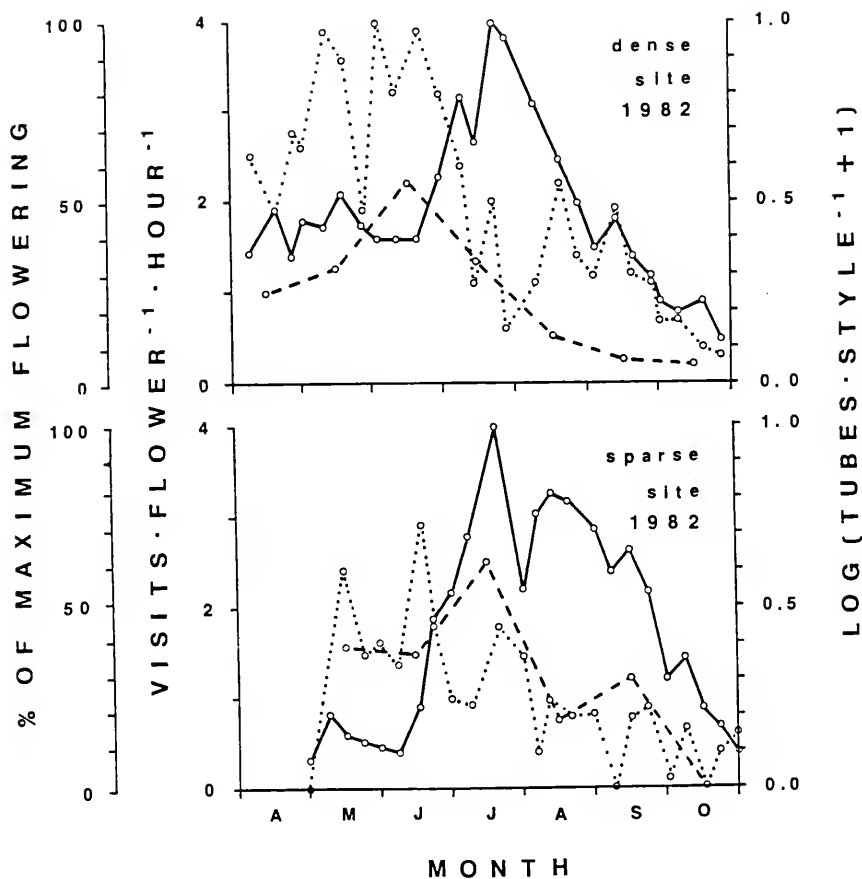 % OF MAXIMUM FLOWERING
100
50
0
VISITS·FLOWER⁻¹·HOUR⁻¹
4
2
0
dense
site
1982
1.0
0.5
0.0
LOG (TUBES·STYLE⁻¹ + 1)
100
50
0
4
2
0
sparse
site
1982
1.0
0.5
0.0
A M J J A S O
MONTH